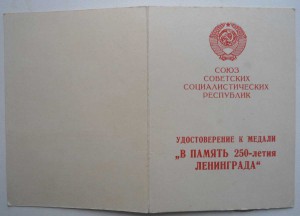 СОЮЗ
СОВЕТСКИХ
СОЦИАЛИСТИЧЕСКИХ
РЕСПУБЛИК
УДОСТОВЕРЕНИЕ К МЕДАЛИ
„В ПАМЯТЬ 250-летия
ЛЕНИНГРАДА“